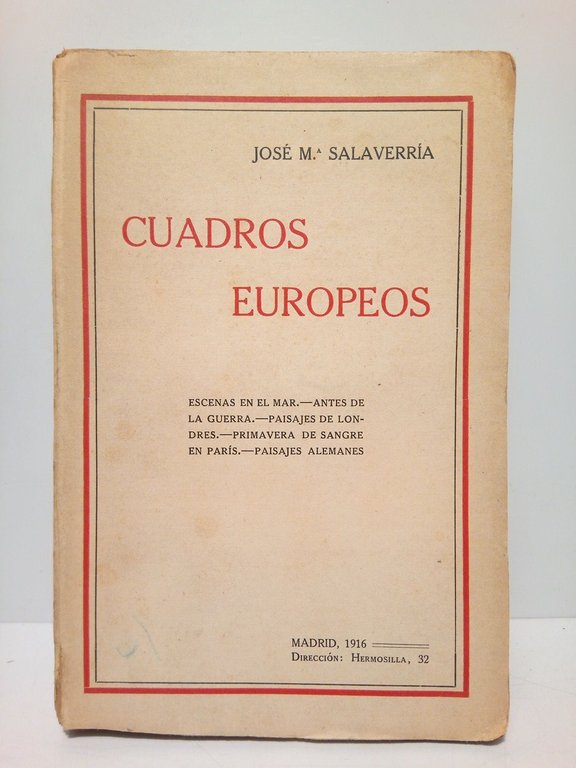 JOSÉ M.ª SALAVERRÍA
CUADROS
EUROPEOS
ESCENAS EN EL MAR.—ANTES DE
LA GUERRA.—PAISAJES DE LON-
DRES.—PRIMAVERA DE SANGRE
EN PARÍS.—PAISAJES ALEMANES
MADRID, 1916
DIRECCIÓN: HERMOSILLA, 32